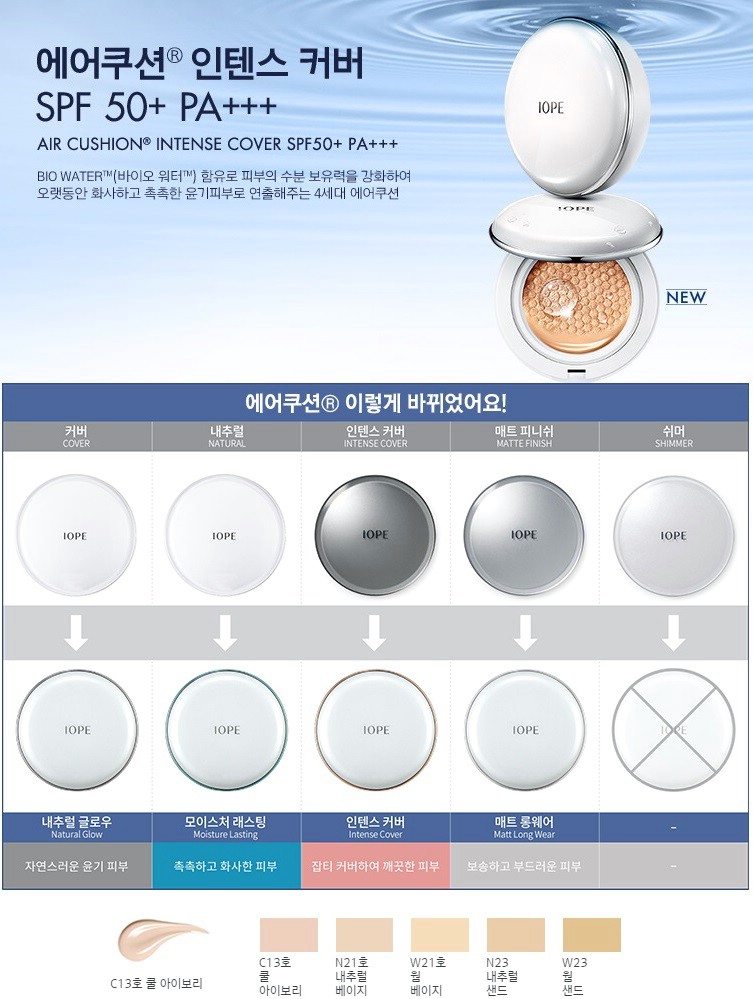 에어쿠션® 인텐스 커버
SPF 50+ PA+++
AIR CUSHION® INTENSE COVER SPF50+ PA+++
BIO WATER™(바이오 워터™) 함유로 피부의 수분 보유력을 강화하여
오랫동안 화사하고 촉촉한 윤기피부로 연출해주는 4세대 에어쿠션
IOPE
IOPE
NEW
에어쿠션® 이렇게 바뀌었어요!
커버 내추럴 인텐스 커버 매트 피니쉬 쉬머
COVER NATURAL INTENSE COVER MATTE FINISH SHIMMER
IOPE IOPE IOPE IOPE IOPE
IOPE IOPE IOPE IOPE IOPE
내추럴 글로우 모이스처 래스팅 인텐스 커버 매트 롱웨어 –
Natural Glow Moisture Lasting Intense Cover Matt Long Wear
자연스러운 윤기 피부 촉촉하고 화사한 피부 잡티 커버하여 깨끗한 피부 보송하고 부드러운 피부 –
C13호 쿨 아이보리
C13호 N21호 W21호 N23 W23
쿨 내추럴 웜 내추럴 웜
아이보리 베이지 베이지 샌드 샌드